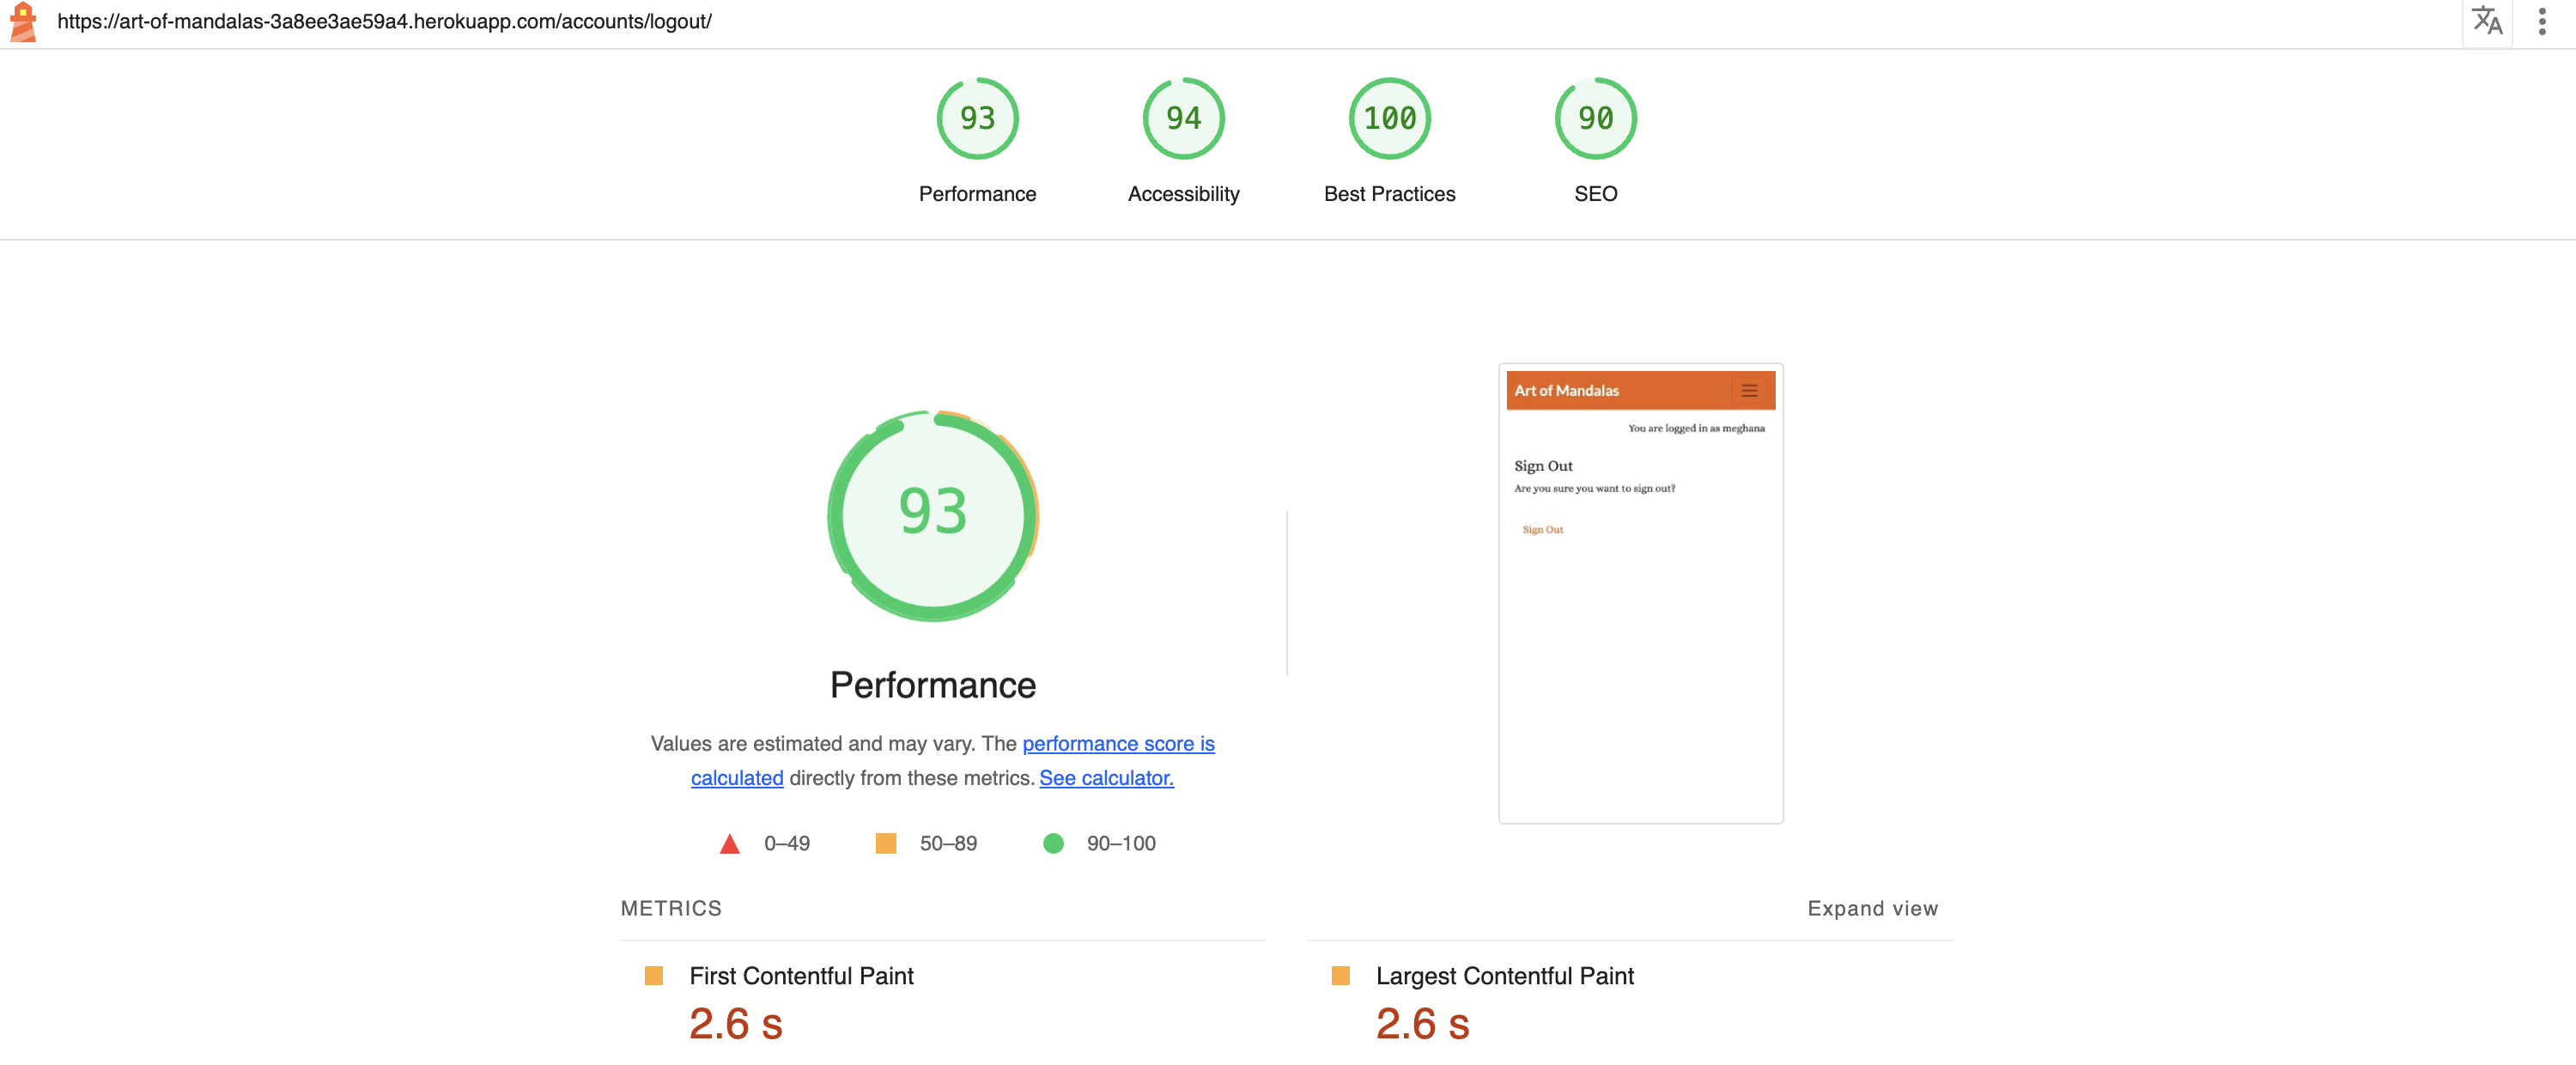 https://art-of-mandalas-3a8ee3ae59a4.herokuapp.com/accounts/logout/
93 94 100 90
Performance Accessibility Best Practices SEO
93
Performance
Values are estimated and may vary. The performance score is
calculated directly from these metrics. See calculator.
0–49 50–89 90–100
Art of Mandalas
You are logged in as meghana
Sign Out
Are you sure you want to sign out?
Sign Out
METRICS
Expand view
First Contentful Paint
2.6 s
Largest Contentful Paint
2.6 s